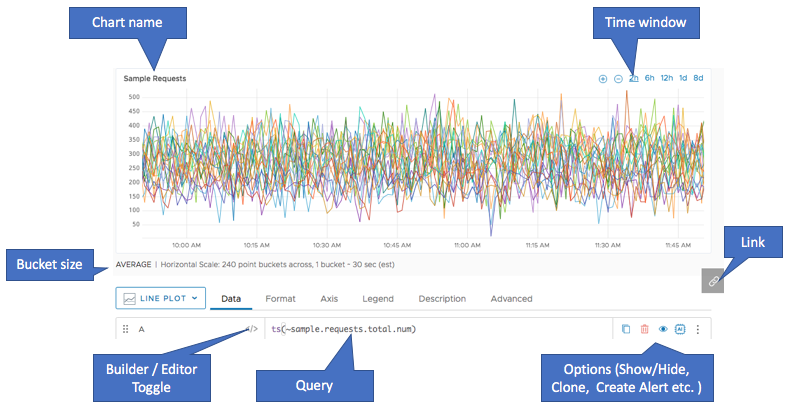 Chart name
Time window
Sample Requests
2h 6h 12h 1d 8d
500
450
400
350
300
250
200
150
100
50
10:00 AM 10:15 AM 10:30 AM 10:45 AM 11:00 AM 11:15 AM 11:30 AM 11:45 AM
Link
Bucket size
AVERAGE | Horizontal Scale: 240 point buckets across, 1 bucket ~ 30 sec (est)
LINE PLOT Data Format Axis Legend Description Advanced
A </> ts(~sample.requests.total.num) AI
Builder / Editor
Toggle
Query
Options (Show/Hide,
Clone, Create Alert etc. )